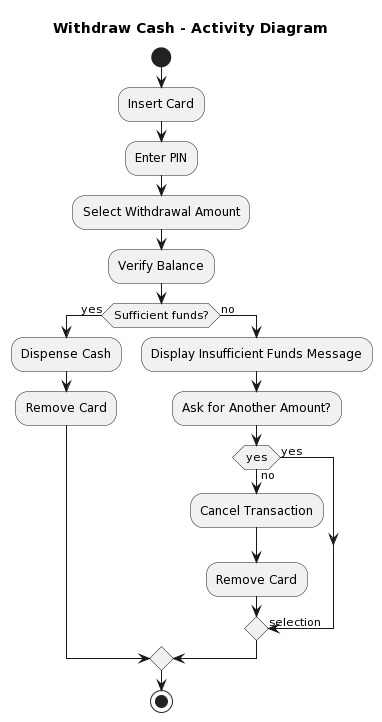 Withdraw Cash - Activity Diagram
Insert Card
Enter PIN
Select Withdrawal Amount
Verify Balance
yes
Sufficient funds?
no
Dispense Cash
Display Insufficient Funds Message
Remove Card
Ask for Another Amount?
yes
yes
no
Cancel Transaction
Remove Card
selection